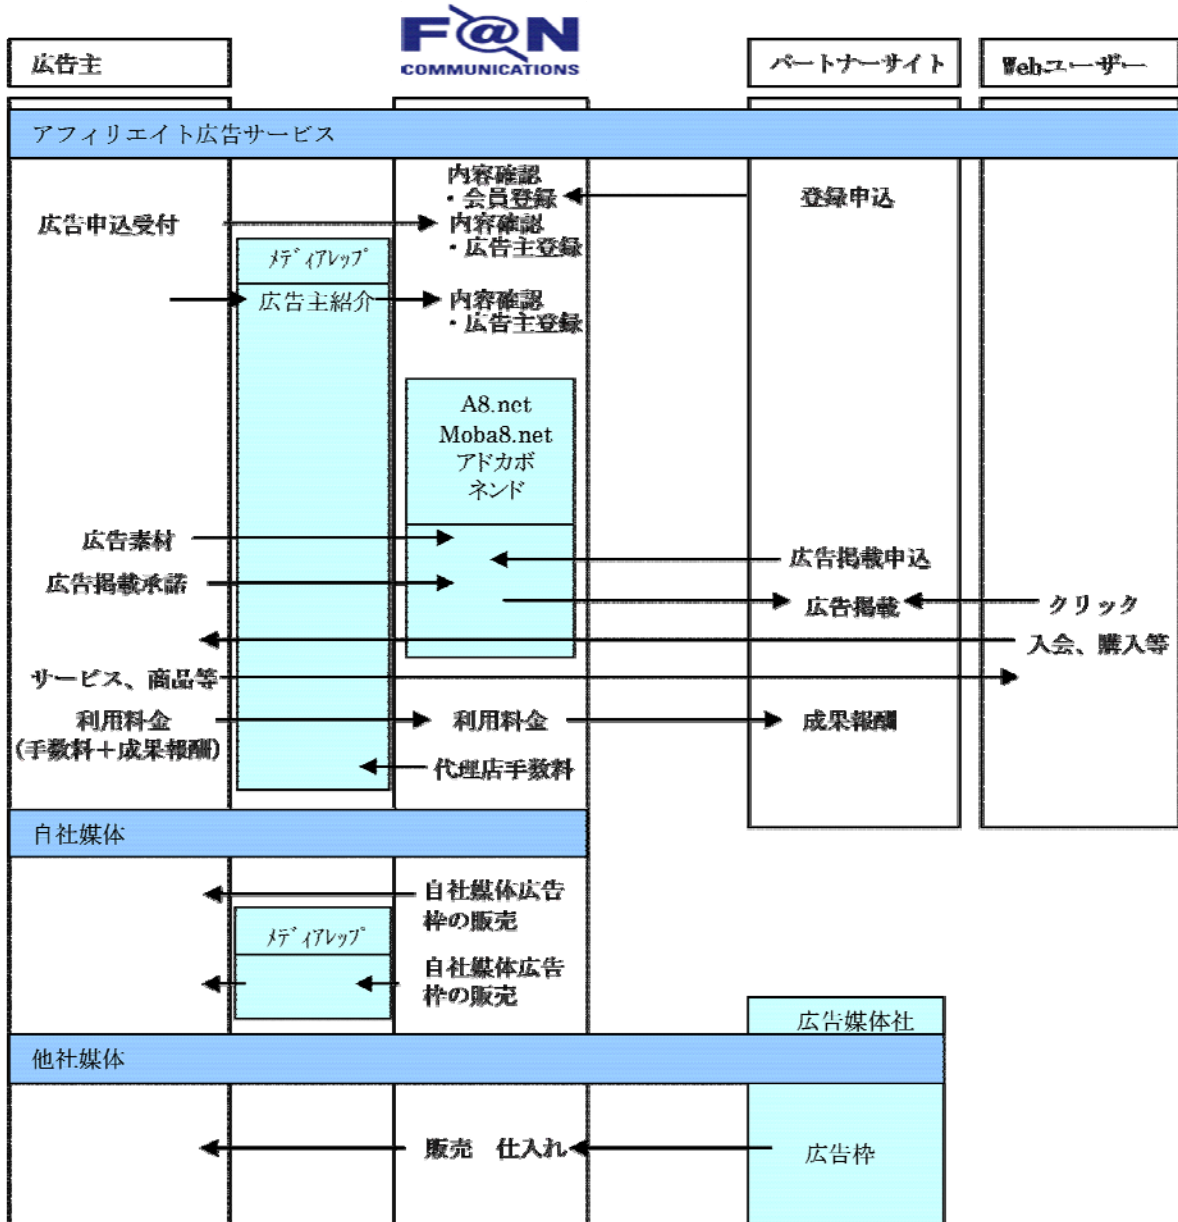 F@N
COMMUNICATIONS
広告主
パートナーサイト
Webユーザー
アフィリエイト広告サービス
内容確認
・会員登録
登録申込
広告申込受付
内容確認
・広告主登録
ﾒﾃﾞｨｱﾚｯﾌﾟ
広告主紹介
内容確認
・広告主登録
A8.net
Moba8.net
アドカボ
ネンド
広告素材
広告掲載申込
広告掲載承諾
広告掲載
クリック
入会、購入等
サービス、商品等
利用料金
(手数料＋成果報酬)
利用料金
成果報酬
代理店手数料
自社媒体
自社媒体広告
枠の販売
ﾒﾃﾞｨｱﾚｯﾌﾟ
自社媒体広告
枠の販売
広告媒体社
他社媒体
販売　仕入れ
広告枠